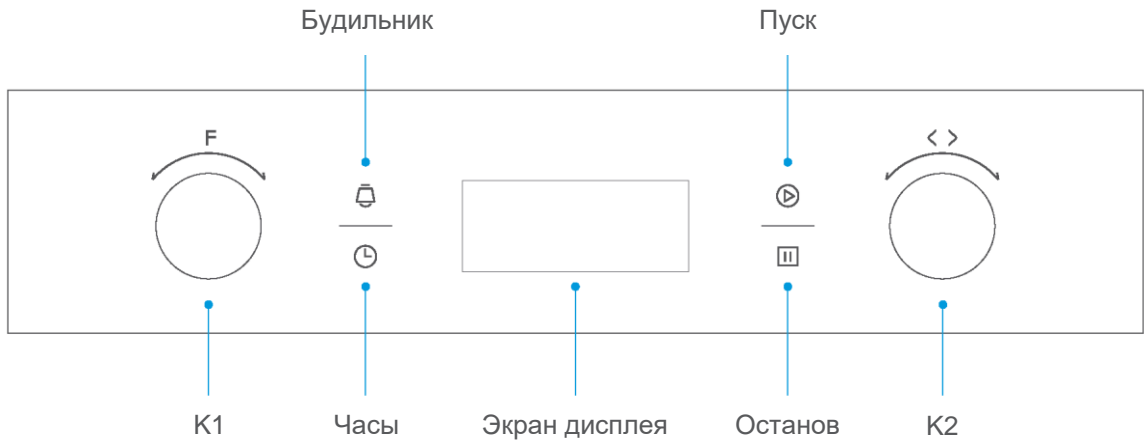 Будильник Пуск
F < >
K1 Часы Экран дисплея Останов K2